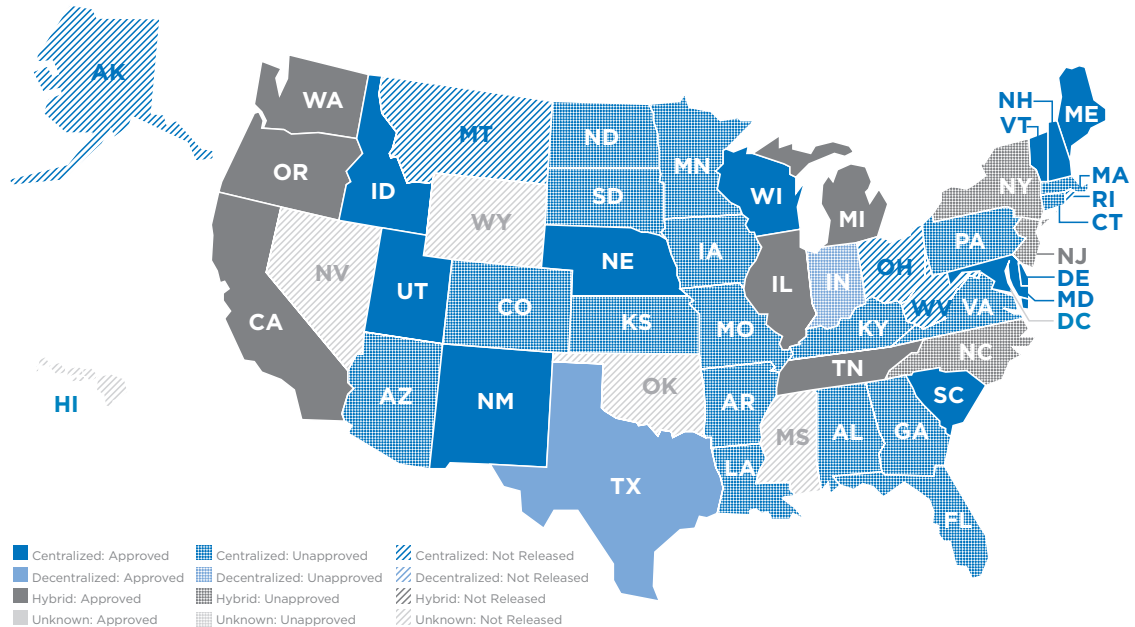 AK
WA
MT
ND
MN
NH
VT
ME
OR
ID
SD
WI
MI
NY
MA
RI
CT
WY
IA
PA
NV
UT
NE
CO
IL
IN
OH
NJ
DE
MD
DC
CA
KS
MO
KY
WV
VA
HI
AZ
NM
OK
AR
TN
NC
SC
MS
AL
GA
LA
TX
FL
Centralized: Approved Centralized: Unapproved Centralized: Not Released
Decentralized: Approved Decentralized: Unapproved Decentralized: Not Released
Hybrid: Approved Hybrid: Unapproved Hybrid: Not Released
Unknown: Approved Unknown: Unapproved Unknown: Not Released